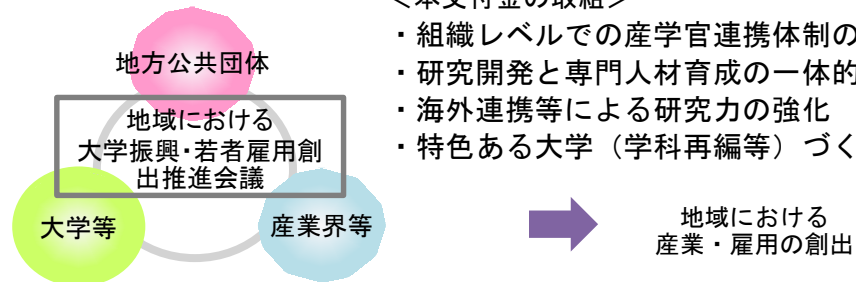 地方公共団体
地域における
大学振興・若者雇用創
出推進会議
大学等
産業界等
・組織レベルでの産学官連携体制の
・研究開発と専門人材育成の一体的
・海外連携等による研究力の強化
・特色ある大学（学科再編等）づく
地域における
産業・雇用の創出